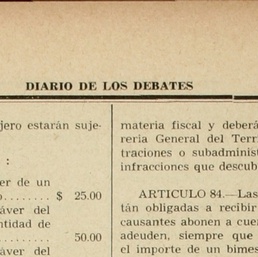 DIARIO DE LOS DEBATES
jero estarán suje-
:
er de un
o........ $ 25.00
áver del
ntidad de
........ 50.00
áver del
materia fiscal y deberá
rería General del Terri
traciones o subadminist
infracciones que descub
ARTICULO 84.—Las
tán obligadas a recibir
causantes abonen a cuen
adeuden, siempre que
el importe de un bimes